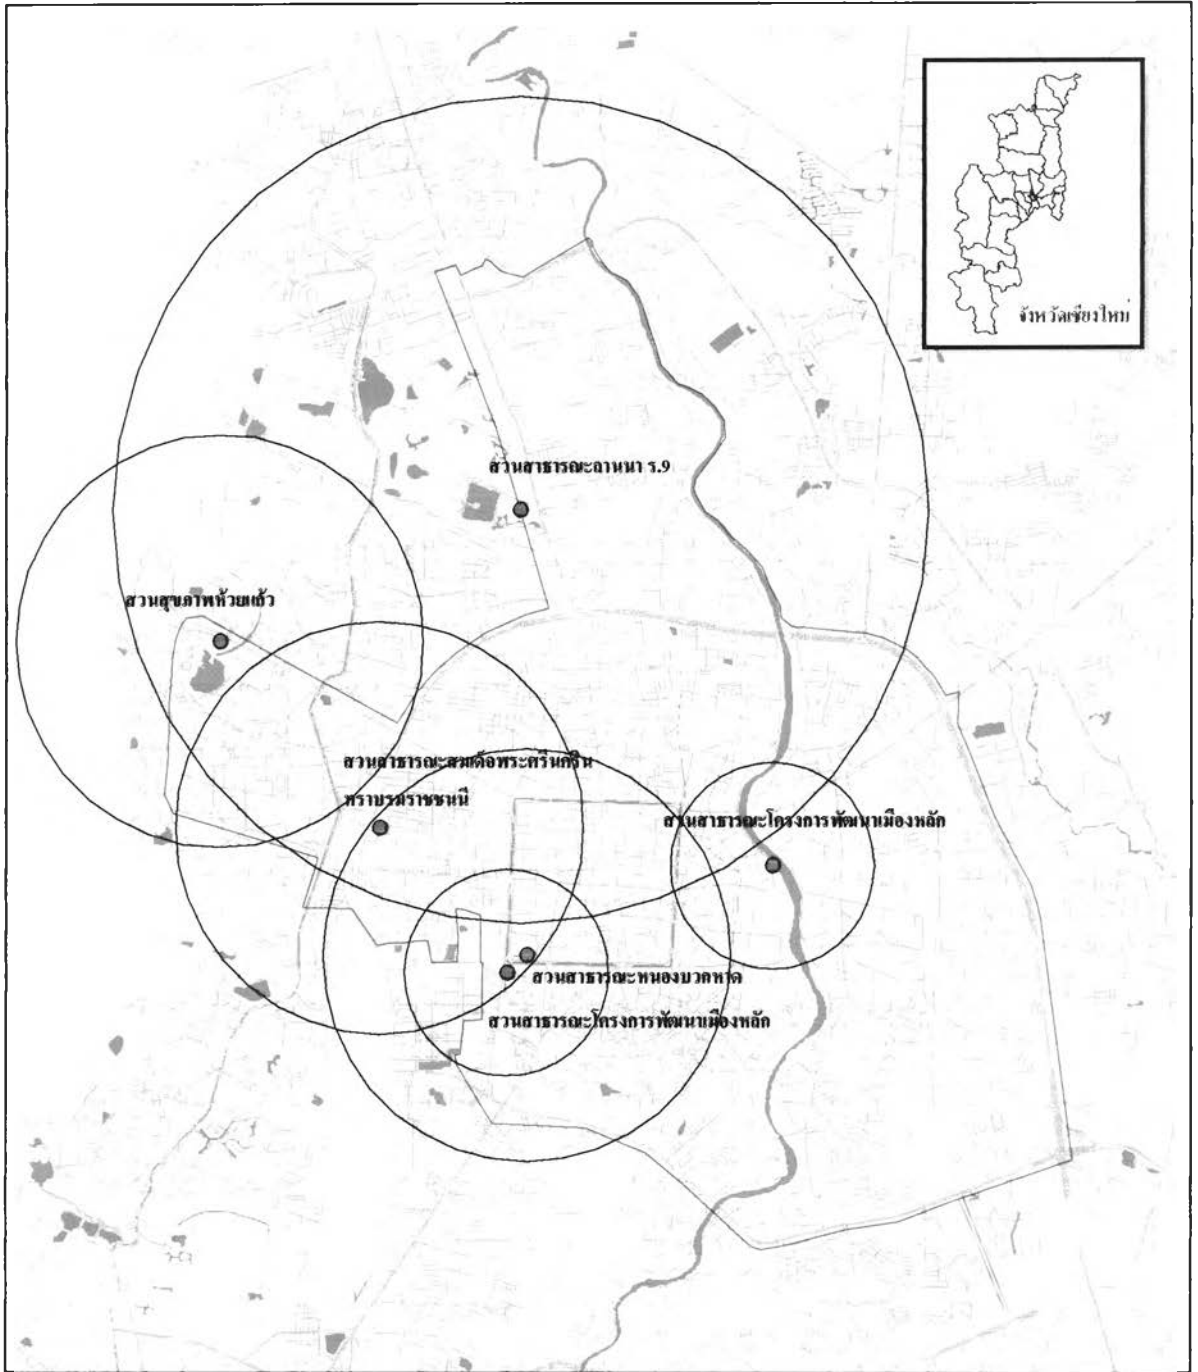 จังหวัดเชียงใหม่
สวนสาธารณะลานนา ร.9
สวนสุขภาพห้วยแก้ว
สวนสาธารณะสมเด็จพระศรีนคริน
ทราบรมราชชนนี
สวนสาธารณะโครงการพัฒนาเมืองหลัก
สวนสาธารณะหนองบวกหาด
สวนสาธารณะโครงการพัฒนาเมืองหลัก